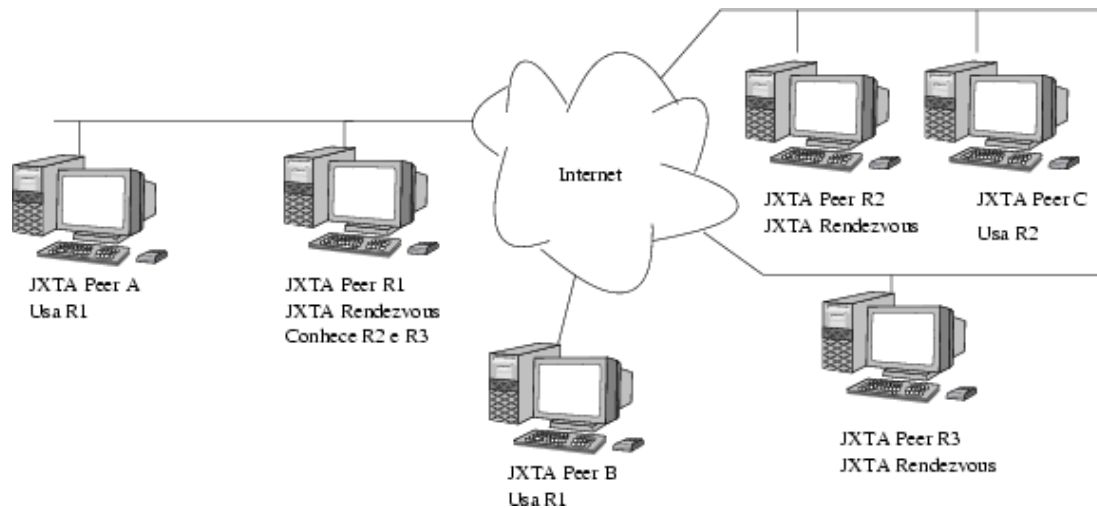 Internet
JXTA Peer R2
JXTA Rendezvous
JXTA Peer C
Usa R2
JXTA Peer A
Usa R1
JXTA Peer R1
JXTA Rendezvous
Conhece R2 e R3
JXTA Peer R3
JXTA Rendezvous
JXTA Peer B
Usa R1